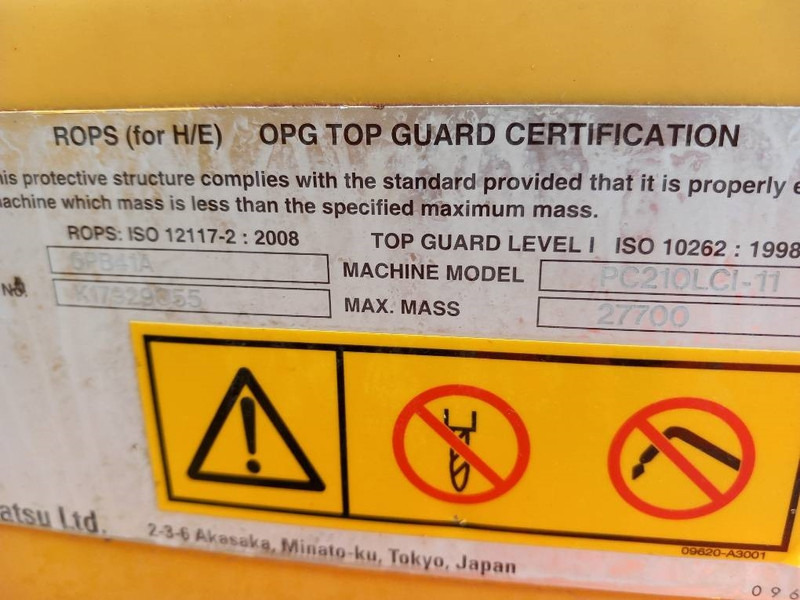 ROPS (for H/E) OPG TOP GUARD CERTIFICATION
his protective structure complies with the standard provided that it is properly e
achine which mass is less than the specified maximum mass.
ROPS: ISO 12117-2 : 2008 TOP GUARD LEVEL I ISO 10262 : 1998
MACHINE MODEL PC210LCI-11
No. MAX. MASS 27700
atsu Ltd.
2-3-6 Akasaka, Minato-ku, Tokyo, Japan
09620-A3001
096